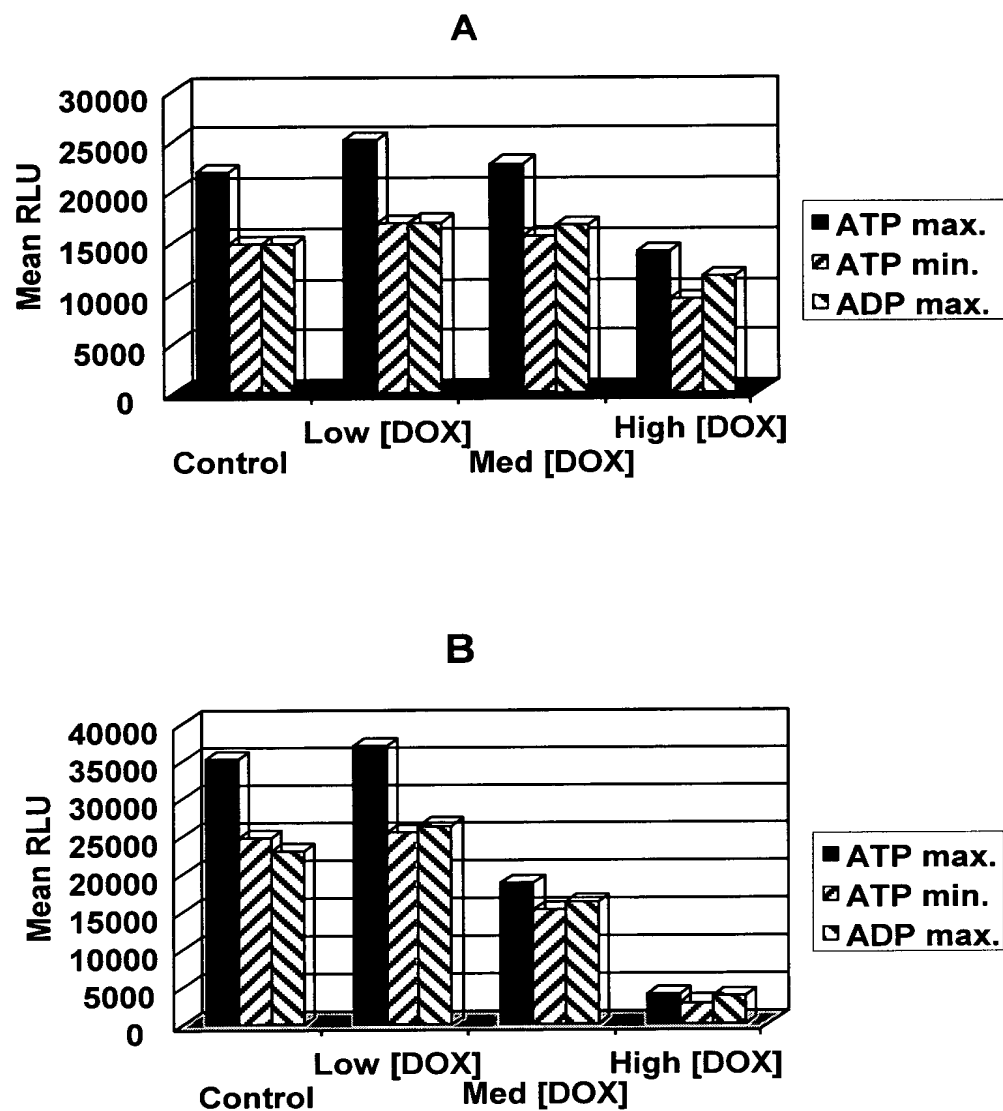 A
30000
25000
20000
15000
10000
5000
0
Mean RLU
Control
Low [DOX]
Med [DOX]
High [DOX]
ATP max.
ATP min.
ADP max.
B
40000
35000
30000
25000
20000
15000
10000
5000
0
Mean RLU
Control
Low [DOX]
Med [DOX]
High [DOX]
ATP max.
ATP min.
ADP max.